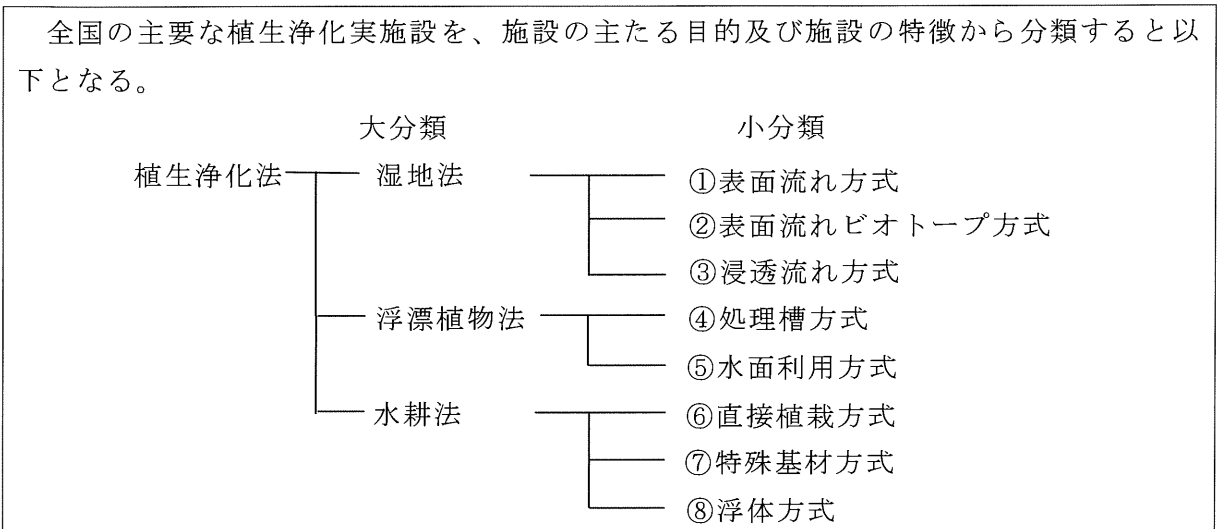 全国の主要な植生浄化実施設を、施設の主たる目的及び施設の特徴から分類すると以
下となる。
大分類 小分類
植生浄化法 湿地法 ①表面流れ方式
②表面流れビオトープ方式
③浸透流れ方式
浮漂植物法 ④処理槽方式
⑤水面利用方式
水耕法 ⑥直接植栽方式
⑦特殊基材方式
⑧浮体方式